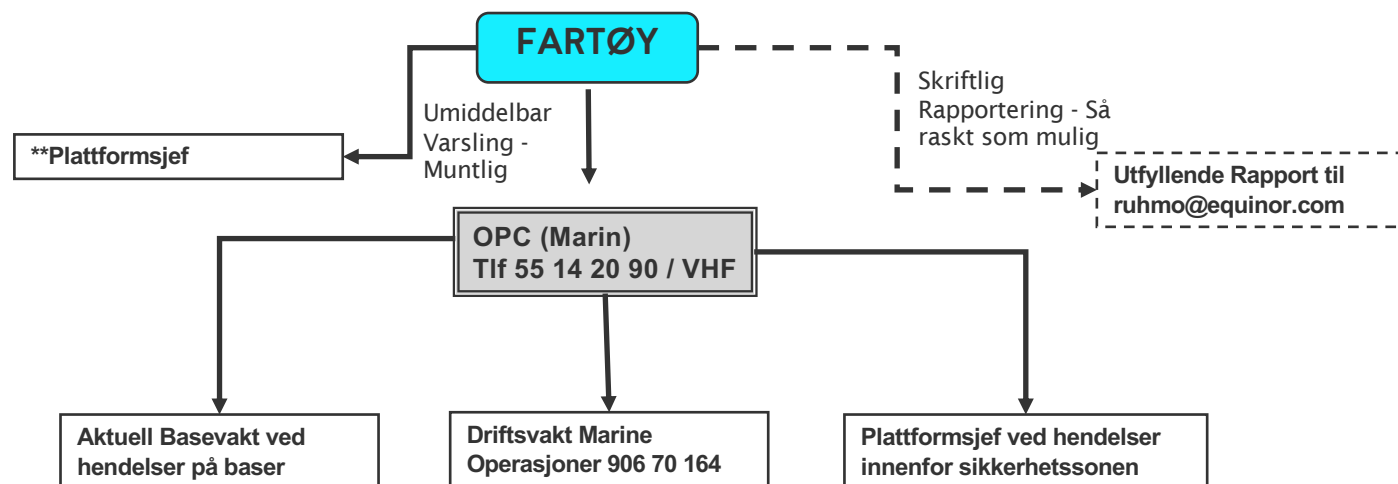 FARTØY
Umiddelbar
Varsling -
Muntlig
Skriftlig
Rapportering - Så
raskt som mulig
**Plattformsjef
Utfyllende Rapport til
ruhmo@equinor.com
OPC (Marin)
Tlf 55 14 20 90 / VHF
Aktuell Basevakt ved
hendelser på baser
Driftsvakt Marine
Operasjoner 906 70 164
Plattformsjef ved hendelser
innenfor sikkerhetssonen